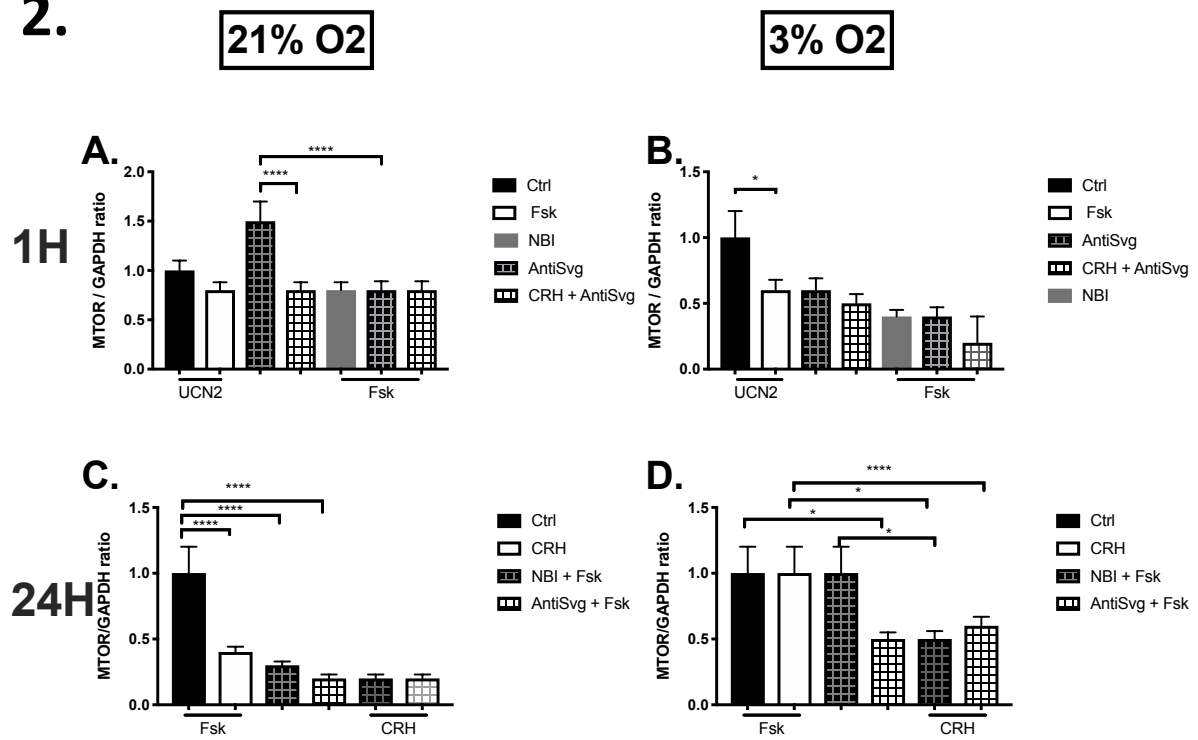 2.
21% O2
3% O2
1H
A.
MTOR / GAPDH ratio
2.0
1.5
1.0
0.5
0.0
****
****
UCN2
Fsk
Ctrl
Fsk
NBI
AntiSvg
CRH + AntiSvg
B.
MTOR / GAPDH ratio
1.5
1.0
0.5
0.0
*
UCN2
Fsk
Ctrl
Fsk
AntiSvg
CRH + AntiSvg
NBI
24H
C.
MTOR/GAPDH ratio
1.5
1.0
0.5
0.0
****
****
****
Fsk
CRH
Ctrl
CRH
NBI + Fsk
AntiSvg + Fsk
D.
MTOR/GAPDH ratio
1.5
1.0
0.5
0.0
****
*
*
*
Fsk
CRH
Ctrl
CRH
NBI + Fsk
AntiSvg + Fsk